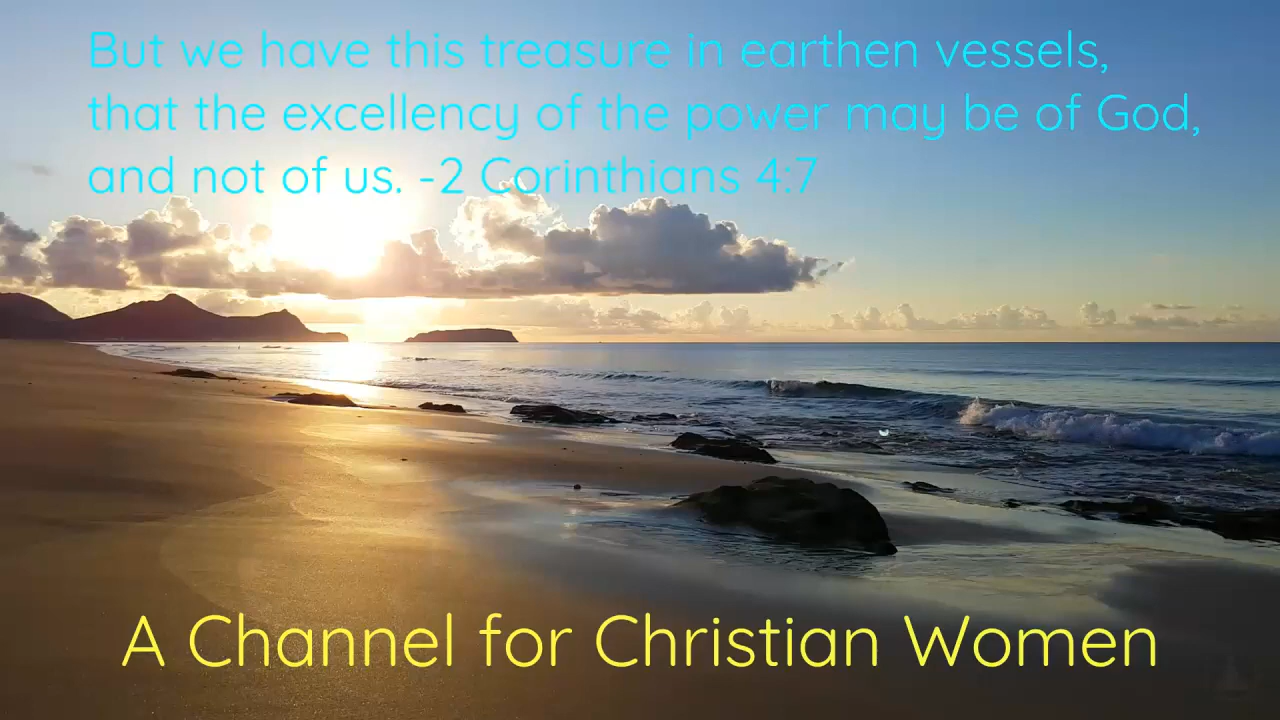 But we have this treasure in earthen vessels,
that the excellency of the power may be of God,
and not of us. -2 Corinthians 4:7
A Channel for Christian Women